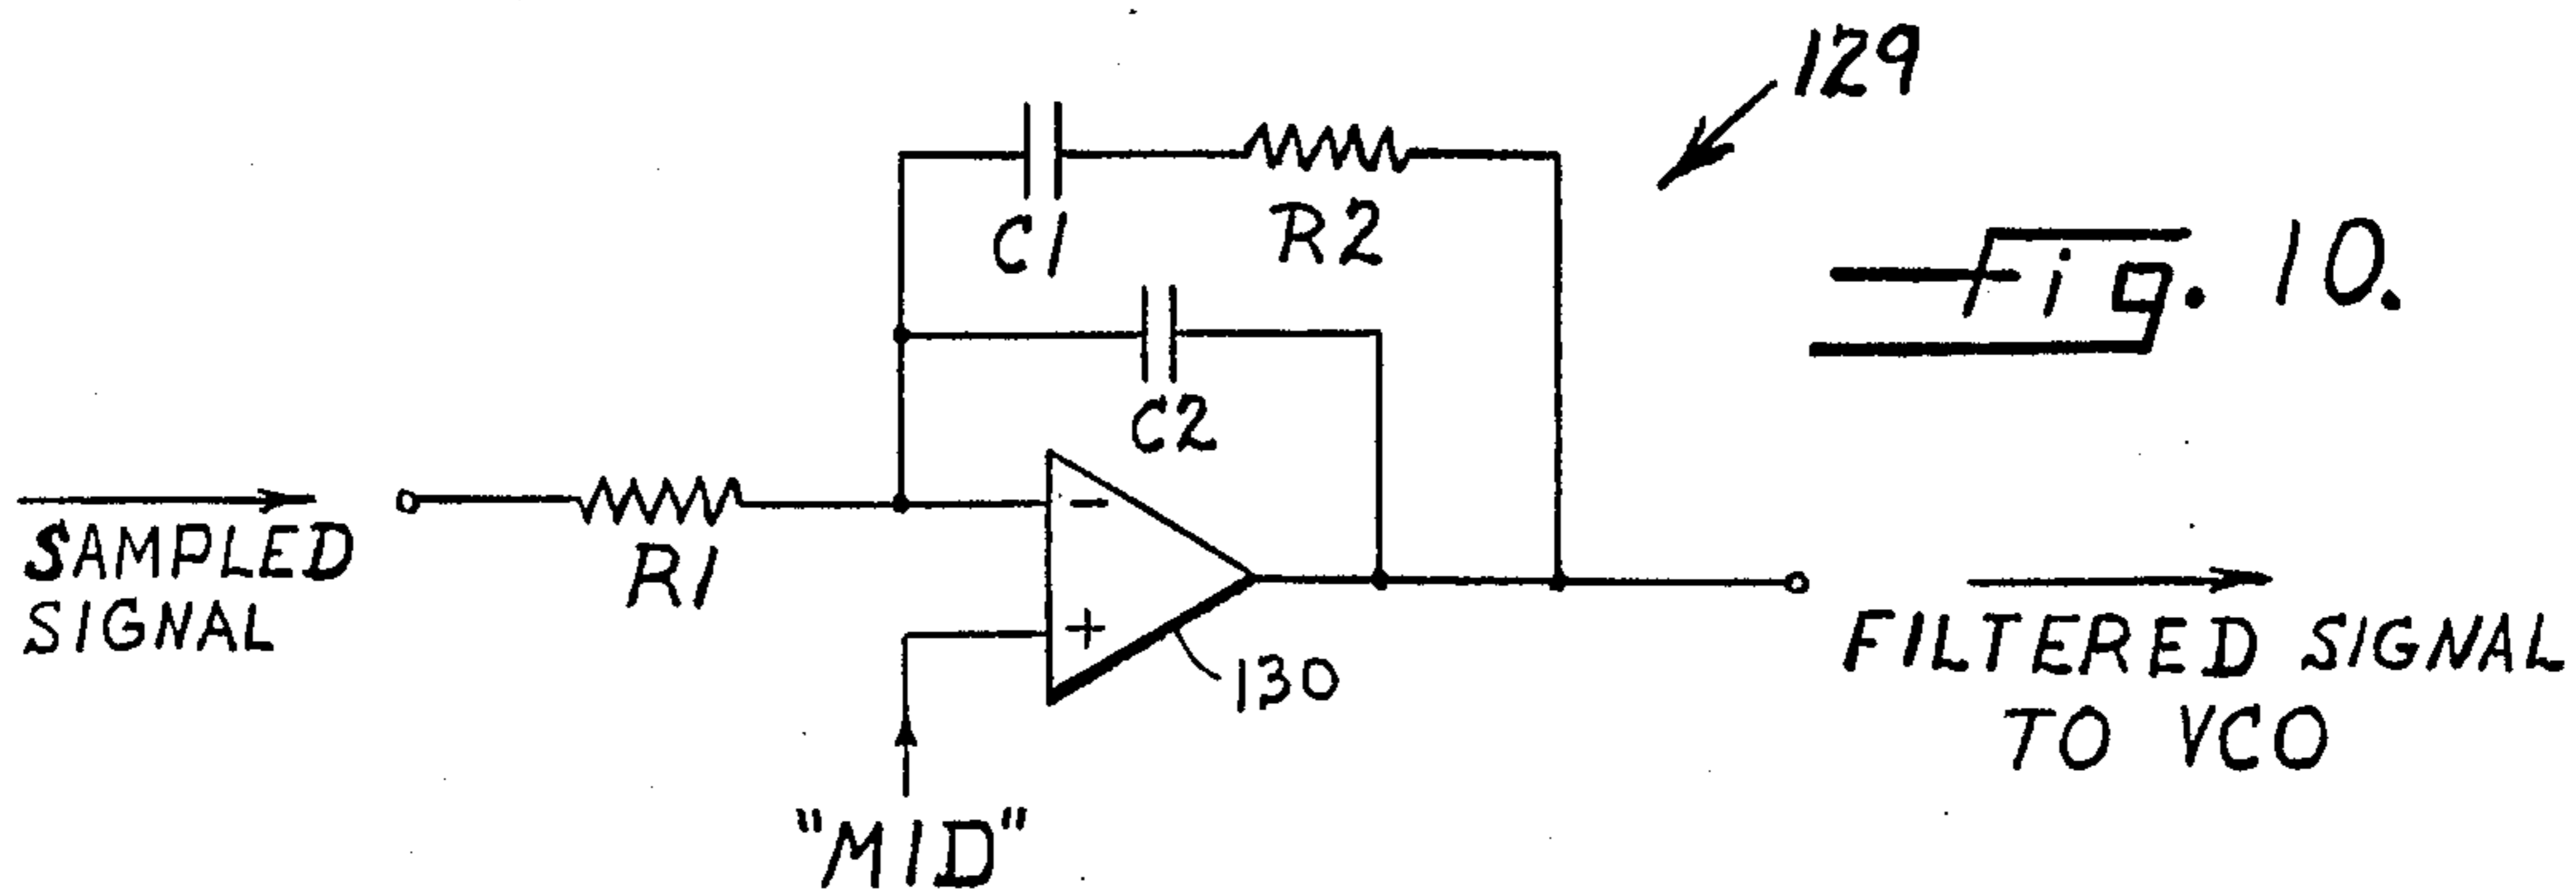 129
Fig. 10.
C1
R2
C2
SAMPLED
SIGNAL
R1
-
+
130
"MID"
FILTERED SIGNAL
TO VCO